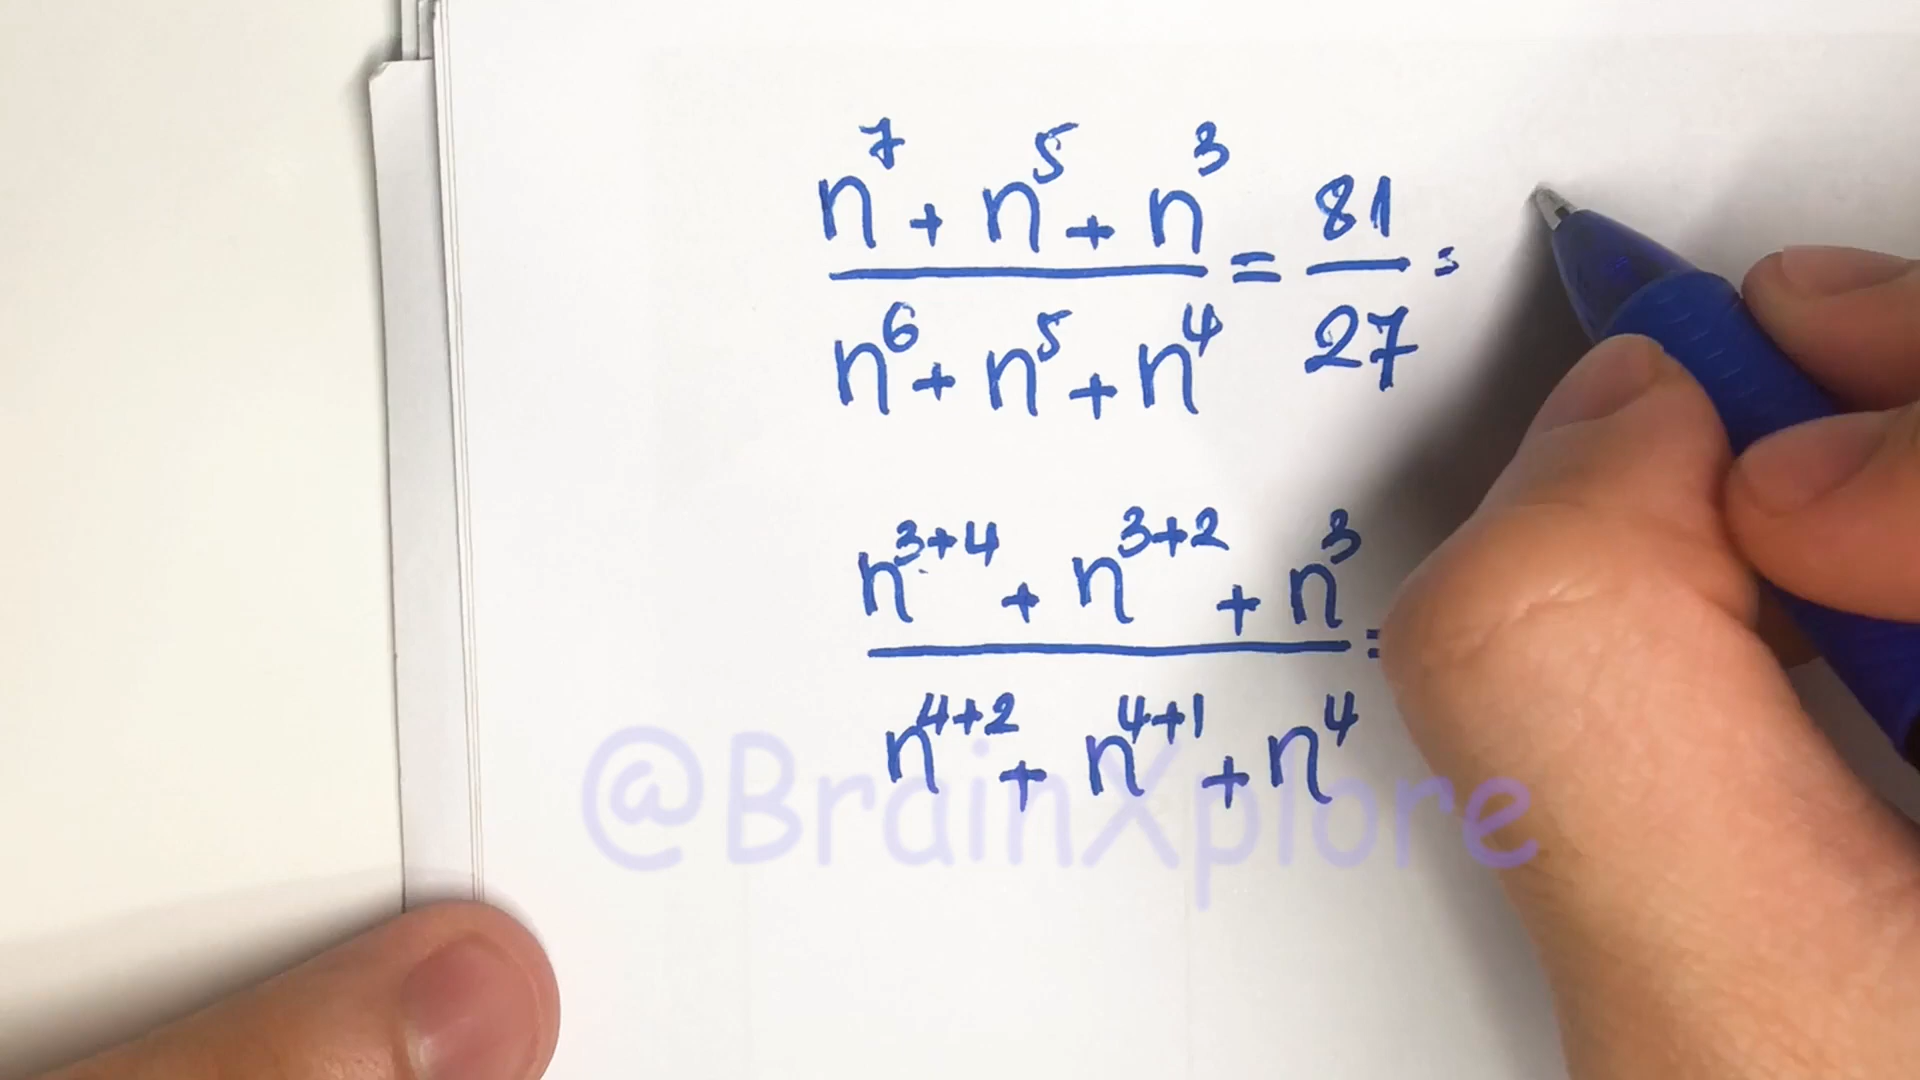 n⁷ + n⁵ + n³ / n⁶ + n⁵ + n⁴ = 81 / 27 =
n³⁺⁴ + n³⁺² + n³ / n⁴⁺² + n⁴⁺¹ + n⁴ =
@BrainXplore